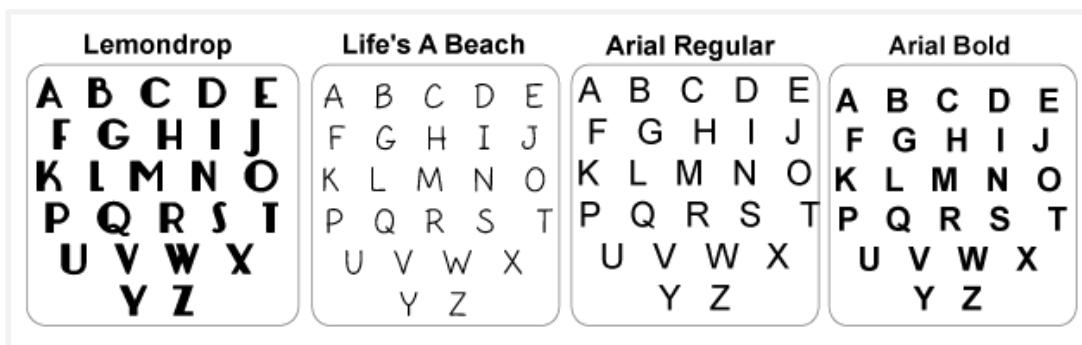 Lemondrop
A B C D E
F G H I J
K L M N O
P Q R S T
U V W X
Y Z
Life's A Beach
A B C D E
F G H I J
K L M N O
P Q R S T
U V W X
Y Z
Arial Regular
A B C D E
F G H I J
K L M N O
P Q R S T
U V W X
Y Z
Arial Bold
A B C D E
F G H I J
K L M N O
P Q R S T
U V W X
Y Z